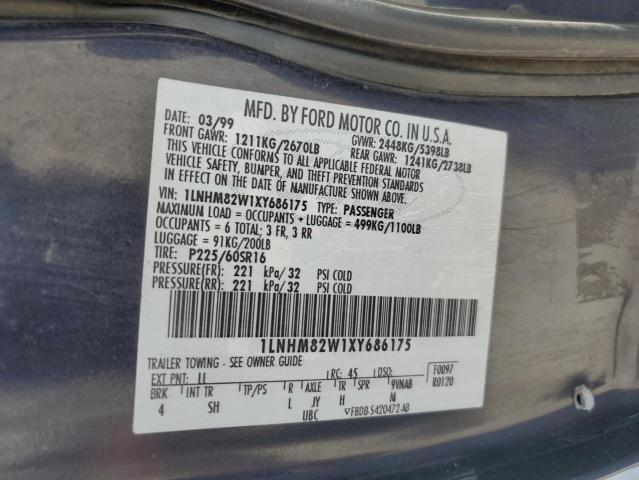 MFD. BY FORD MOTOR CO. IN U.S.A.
DATE: 03/99 GVWR: 2448KG/5398LB
FRONT GAWR: 1211KG/2670LB REAR GAWR: 1241KG/2738LB
THIS VEHICLE CONFORMS TO ALL APPLICABLE FEDERAL MOTOR
VEHICLE SAFETY, BUMPER, AND THEFT PREVENTION STANDARDS
IN EFFECT ON THE DATE OF MANUFACTURE SHOWN ABOVE.
VIN: 1LNHM82W1XY686175 TYPE: PASSENGER
MAXIMUM LOAD = OCCUPANTS + LUGGAGE = 499KG/1100LB
OCCUPANTS = 6 TOTAL; 3 FR, 3 RR
LUGGAGE = 91KG/200LB
TIRE: P225/60SR16
PRESSURE(FR) = 221 kPa/32 PSI COLD
PRESSURE(RR) = 221 kPa/32 PSI COLD
1LNHM82W1XY686175
TRAILER TOWING - SEE OWNER GUIDE
EXT PNT: RC: 45 DSO: F0097
BRK INT TR TP/PS R AXLE TR SPR 9VNAB R0120
4 SH L JY H
UBC ▽F8DB-5420472-AB